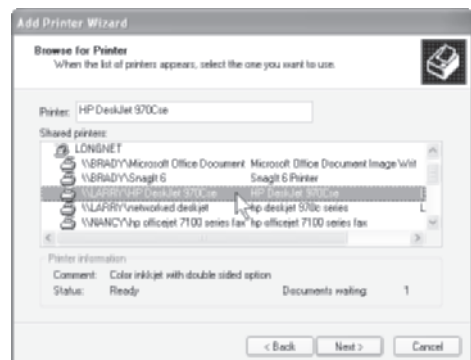 Add Printer Wizard
Browse for Printer
When the list of printers appears, select the one you want to use.
Printer: HP DeskJet 970Cse
Shared printers:
LONGNET
\\BRADY\Microsoft Office Document Microsoft Office Document Image Writ
\\BRADY\SnagIt 6 SnagIt 6 Printer
\\LARRY\HP DeskJet 970Cse HP DeskJet 970Cse
\\LARRY\networked deskjet hp deskjet 970c series L
\\NANCY\hp officejet 7100 series fax hp officejet 7100 series fax
Printer information
Comment: Color inkkjet with double sided option
Status: Ready Documents waiting: 1
< Back Next > Cancel